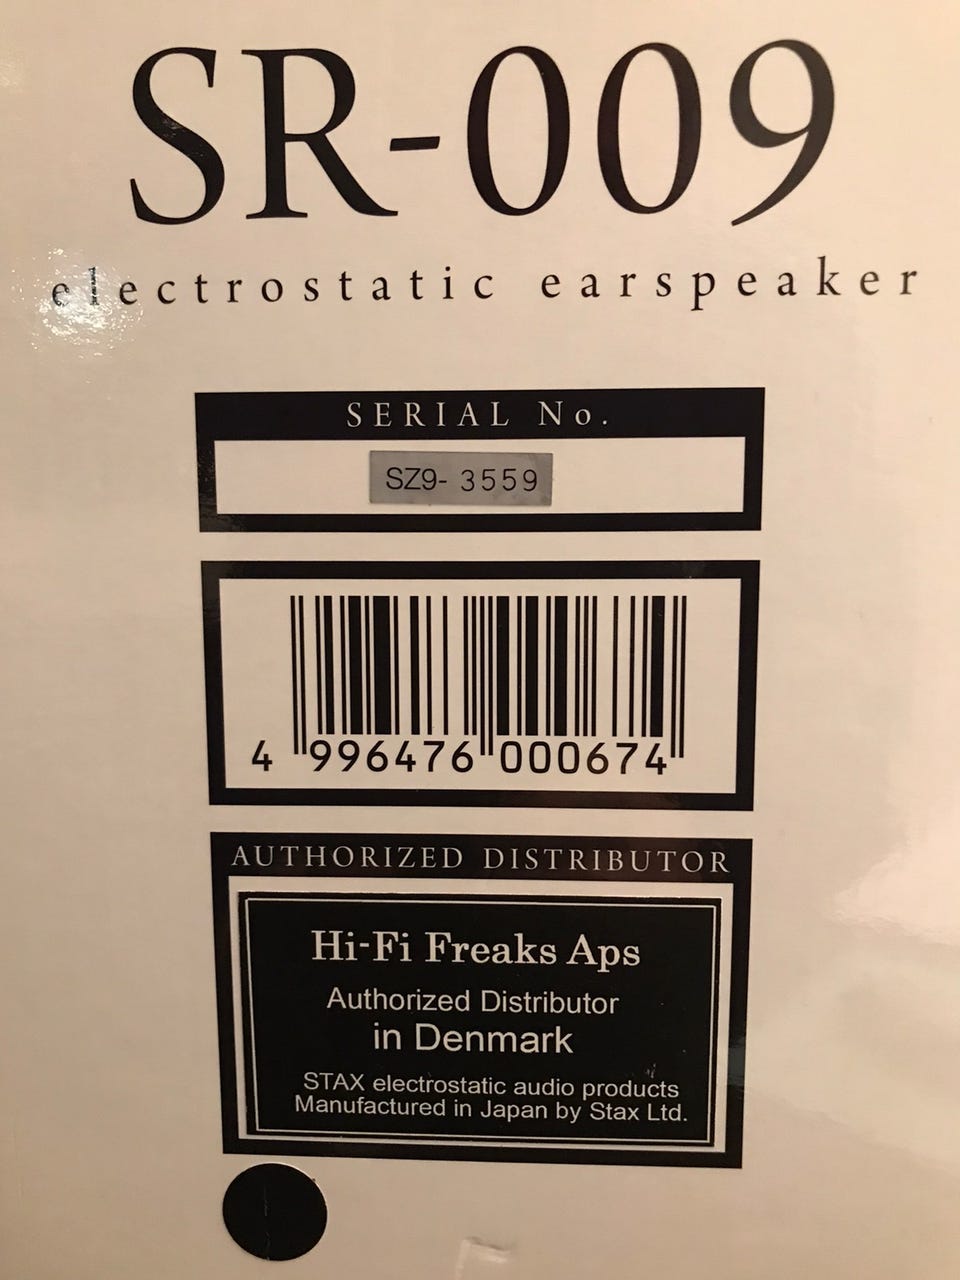 SR-009
electrostatic earspeaker
SERIAL No.
SZ9- 3559
4 996476 000674
AUTHORIZED DISTRIBUTOR
Hi-Fi Freaks Aps
Authorized Distributor
in Denmark
STAX electrostatic audio products
Manufactured in Japan by Stax Ltd.